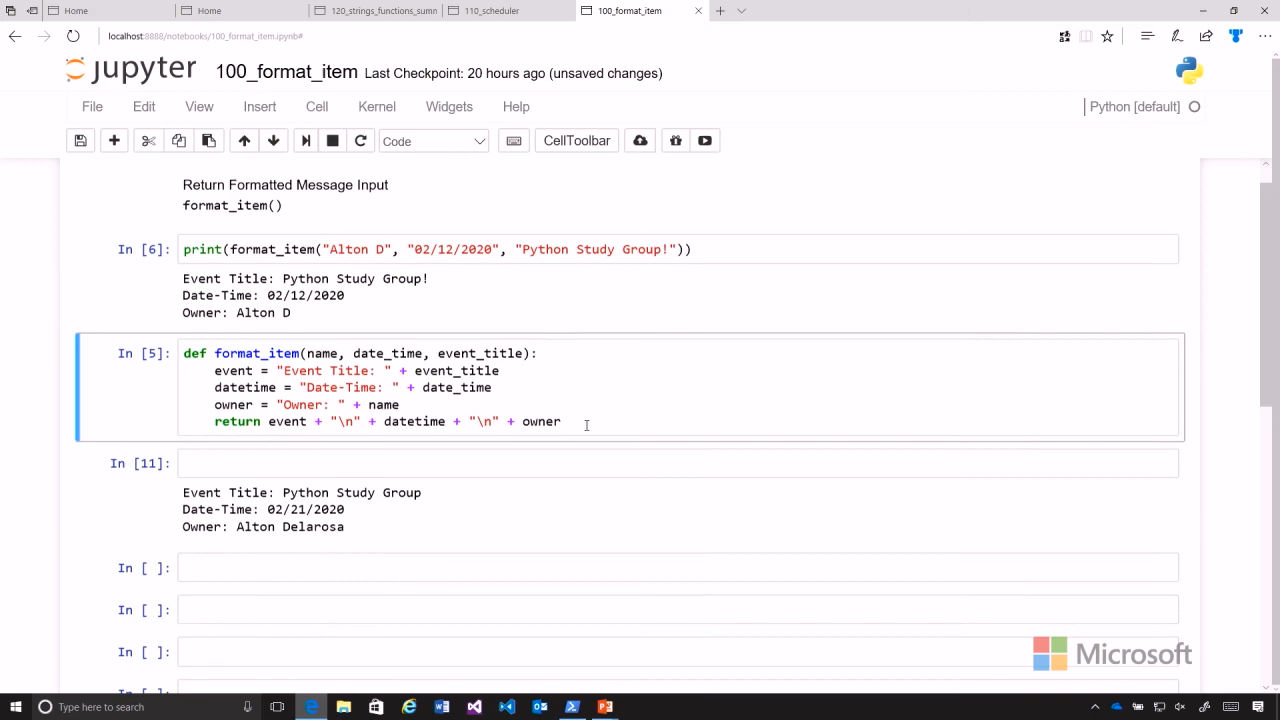 Home
Home
120_strings_functions_sumn
110_scheduler
100_format_item
localhost:8888/notebooks/100_format_item.ipynb#
jupyter 100_format_item Last Checkpoint: 20 hours ago (unsaved changes)
File Edit View Insert Cell Kernel Widgets Help Python [default]
Code CellToolbar
Return Formatted Message Input
format_item()
In [6]: print(format_item("Alton D", "02/12/2020", "Python Study Group!"))
Event Title: Python Study Group!
Date-Time: 02/12/2020
Owner: Alton D
In [5]: def format_item(name, date_time, event_title):
event = "Event Title: " + event_title
datetime = "Date-Time: " + date_time
owner = "Owner: " + name
return event + "\n" + datetime + "\n" + owner
In [11]:
Event Title: Python Study Group
Date-Time: 02/21/2020
Owner: Alton Delarosa
In [ ]:
In [ ]:
In [ ]:
In [ ]:
Microsoft
Type here to search